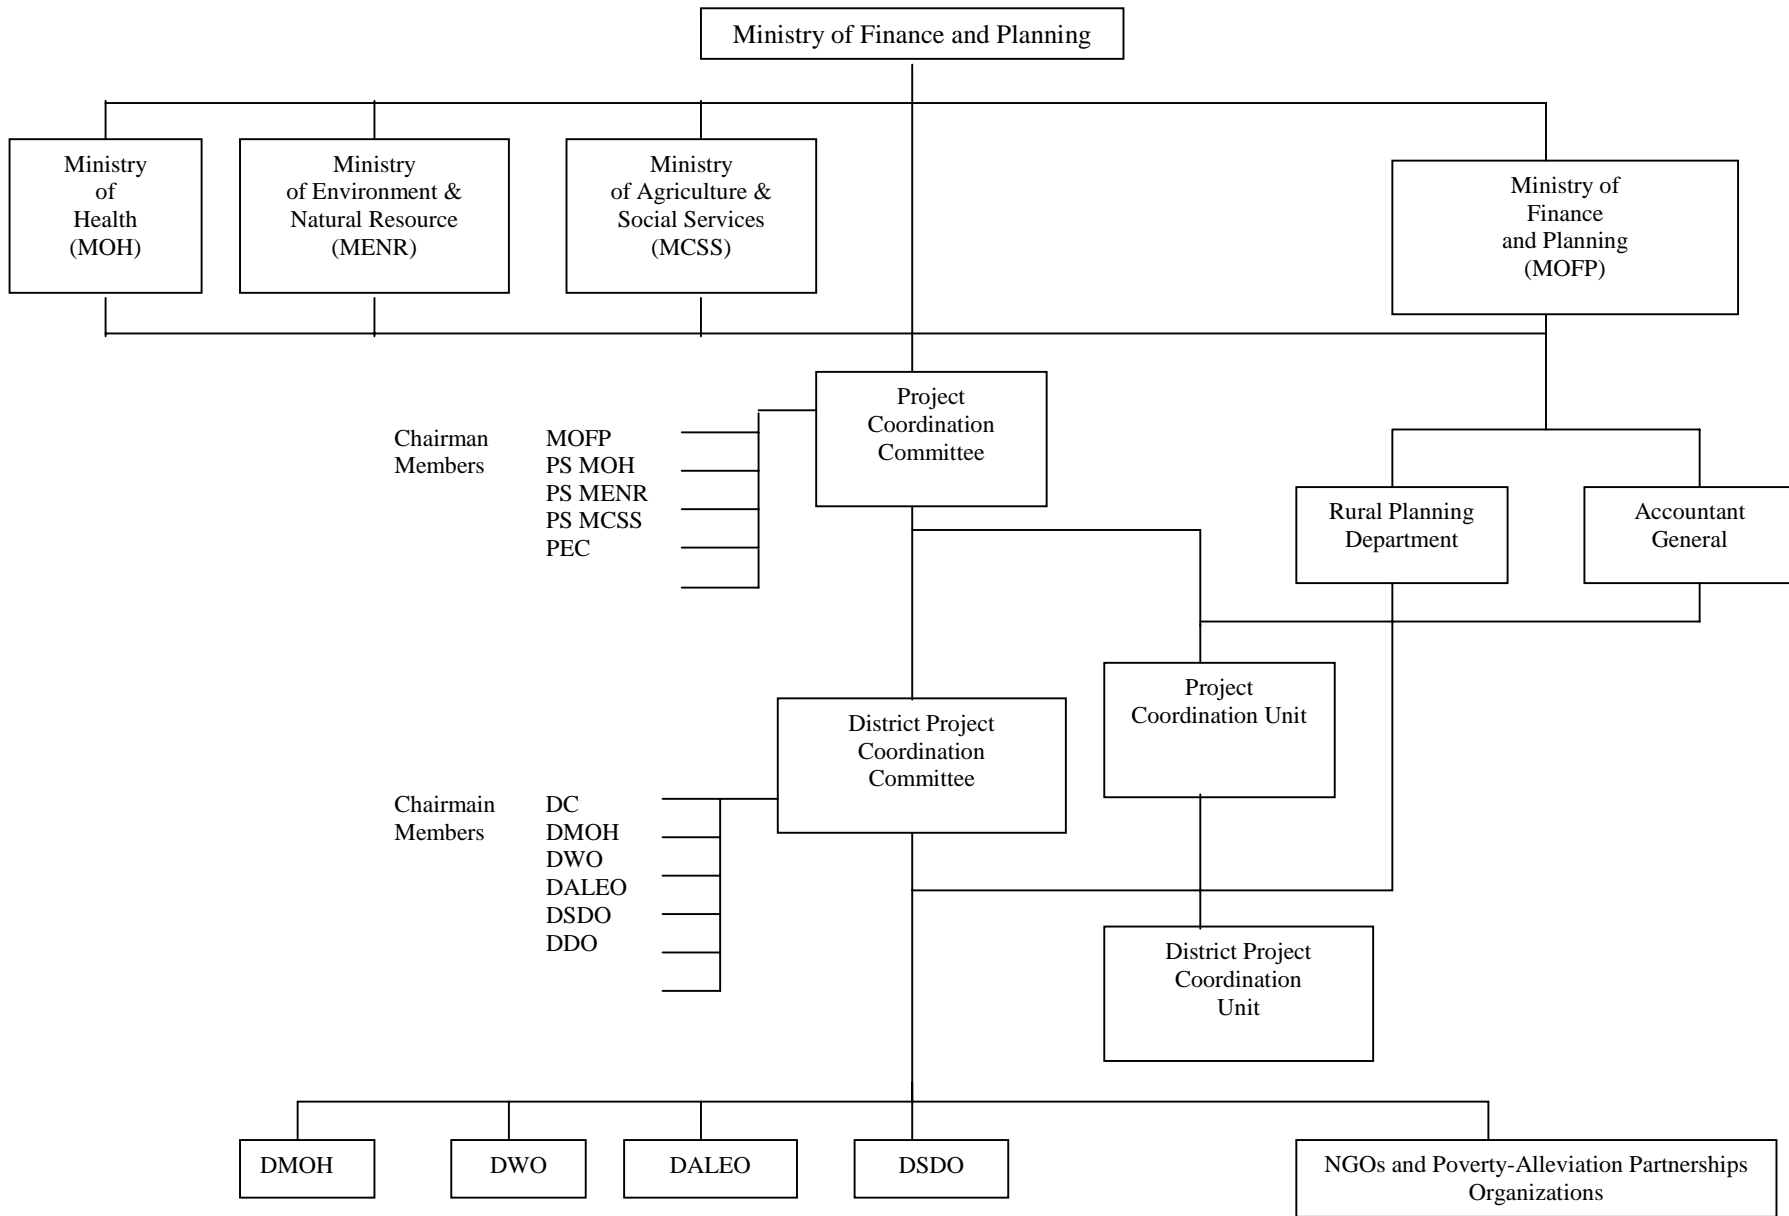 Ministry of Finance and Planning
Ministry
of
Health
(MOH)
Ministry
of Environment &
Natural Resource
(MENR)
Ministry
of Agriculture &
Social Services
(MCSS)
Ministry of
Finance
and Planning
(MOFP)
Project
Coordination
Committee
Chairman MOFP
Members PS MOH
PS MENR
PS MCSS
PEC
Rural Planning
Department
Accountant
General
Project
Coordination Unit
District Project
Coordination
Committee
Chairmain DC
Members DMOH
DWO
DALEO
DSDO
DDO
District Project
Coordination
Unit
DMOH
DWO
DALEO
DSDO
NGOs and Poverty-Alleviation Partnerships
Organizations